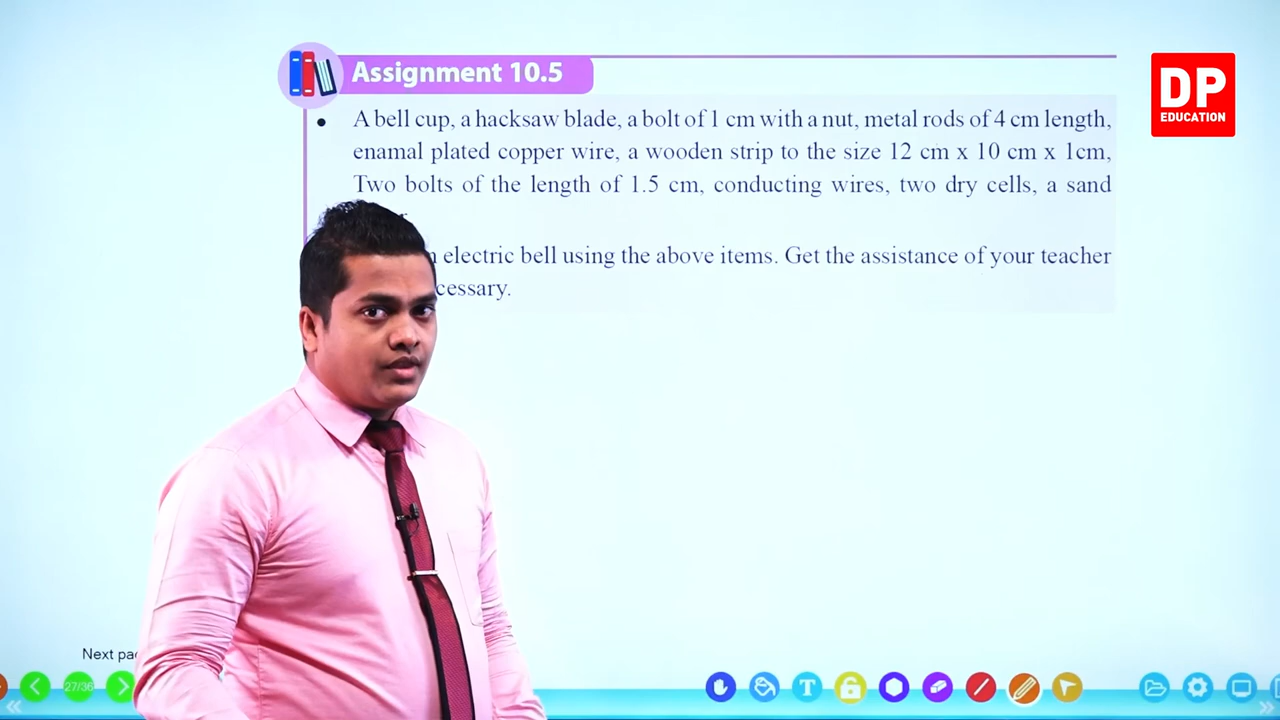 Assignment 10.5
DP
EDUCATION
• A bell cup, a hacksaw blade, a bolt of 1 cm with a nut, metal rods of 4 cm length,
enamal plated copper wire, a wooden strip to the size 12 cm x 10 cm x 1cm,
Two bolts of the length of 1.5 cm, conducting wires, two dry cells, a sand
electric bell using the above items. Get the assistance of your teacher
Next
27/36
T